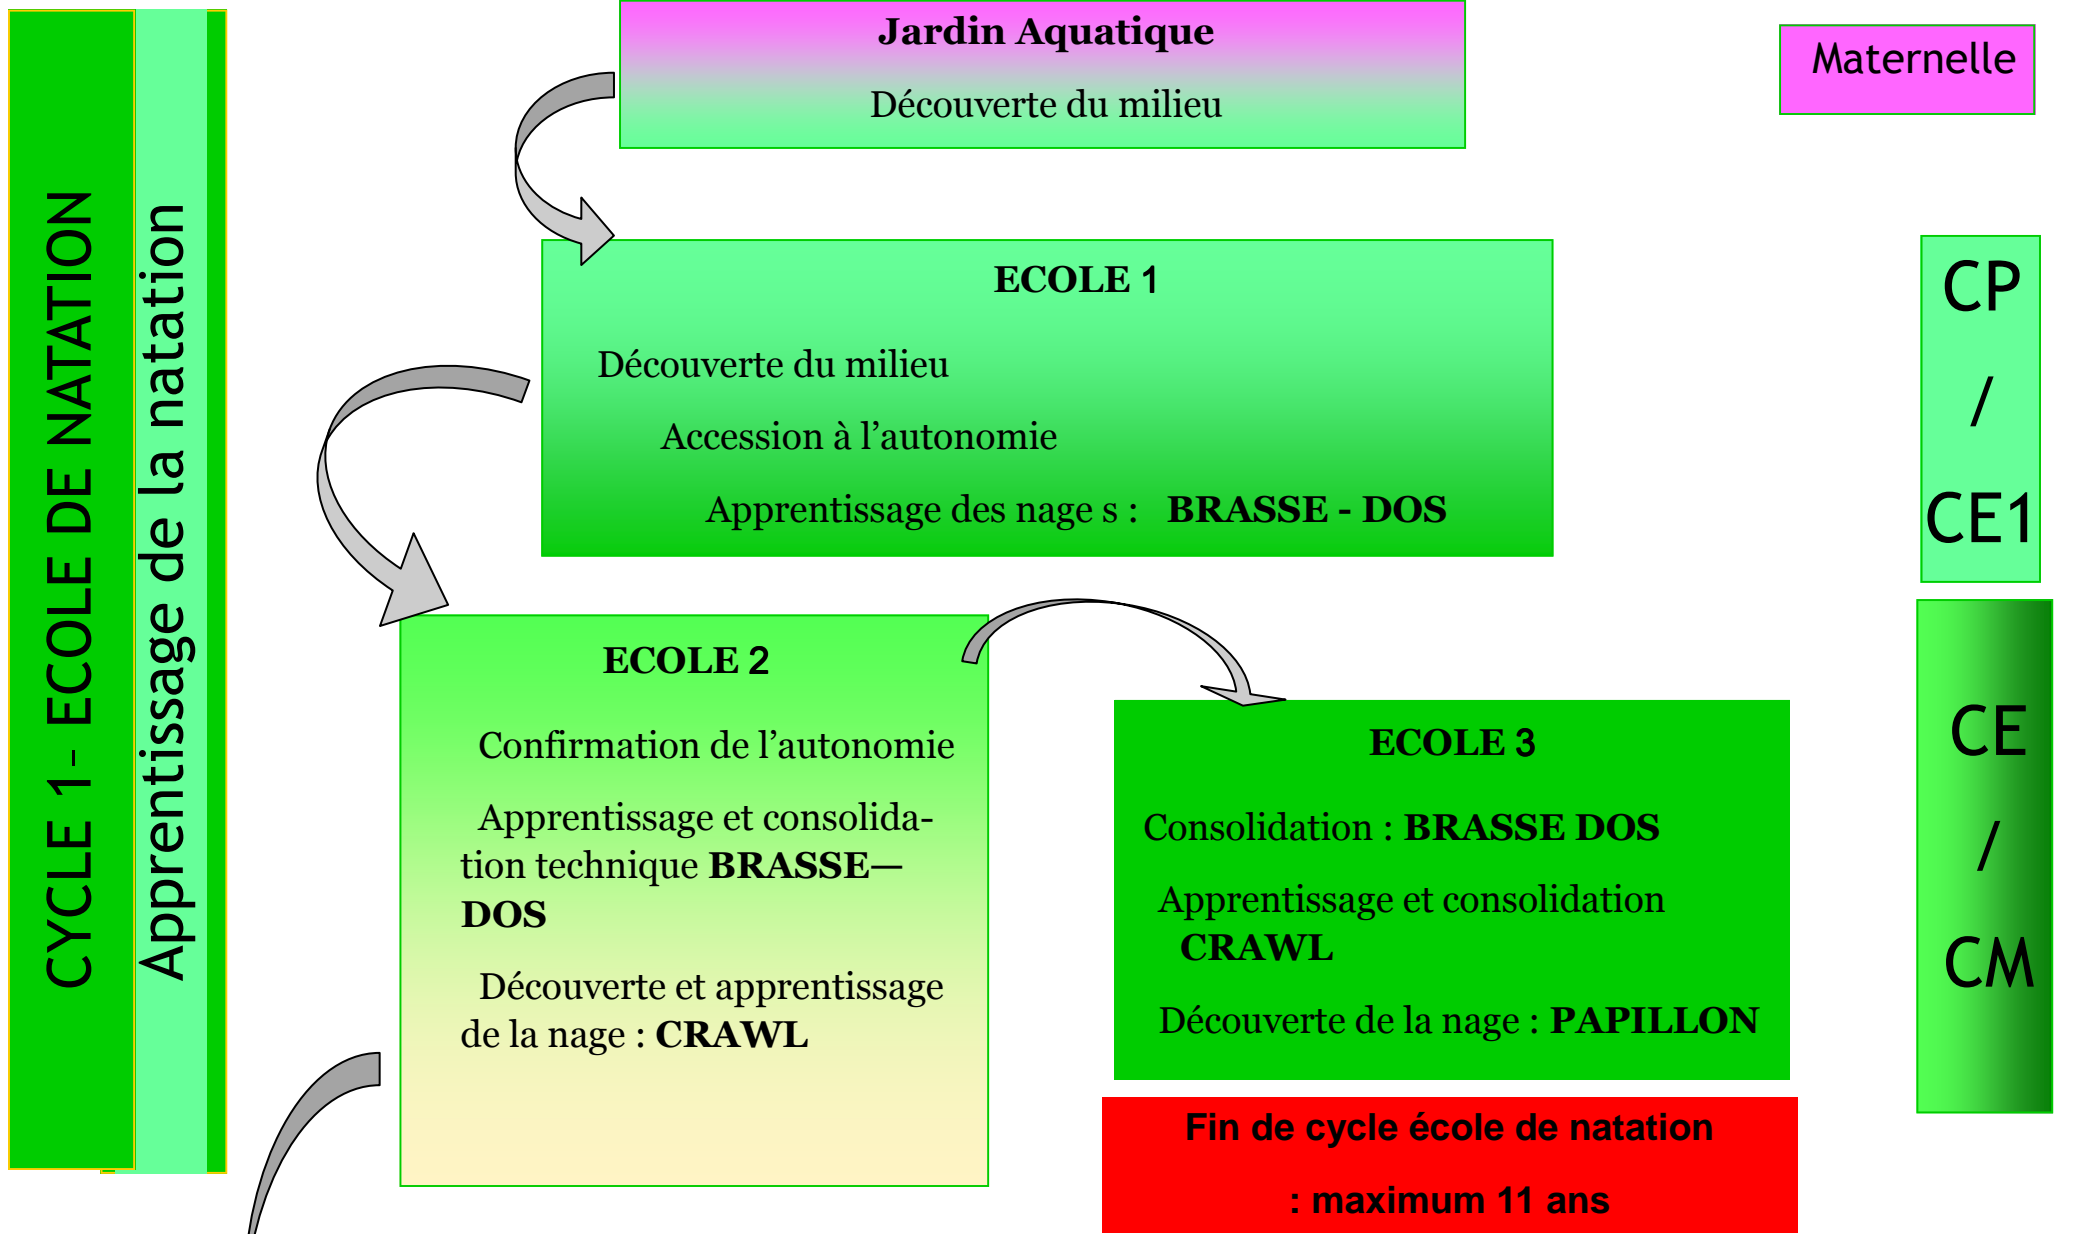 CYCLE 1- ECOLE DE NATATION
Apprentissage de la natation
Jardin Aquatique
Découverte du milieu
Maternelle
ECOLE 1
Découverte du milieu
Accession à l’autonomie
Apprentissage des nage s : BRASSE - DOS
CP
/
CE1
ECOLE 2
Confirmation de l’autonomie
Apprentissage et consolida-
tion technique BRASSE—
DOS
Découverte et apprentissage
de la nage : CRAWL
ECOLE 3
Consolidation : BRASSE DOS
Apprentissage et consolidation
CRAWL
Découverte de la nage : PAPILLON
CE
/
CM
Fin de cycle école de natation
: maximum 11 ans